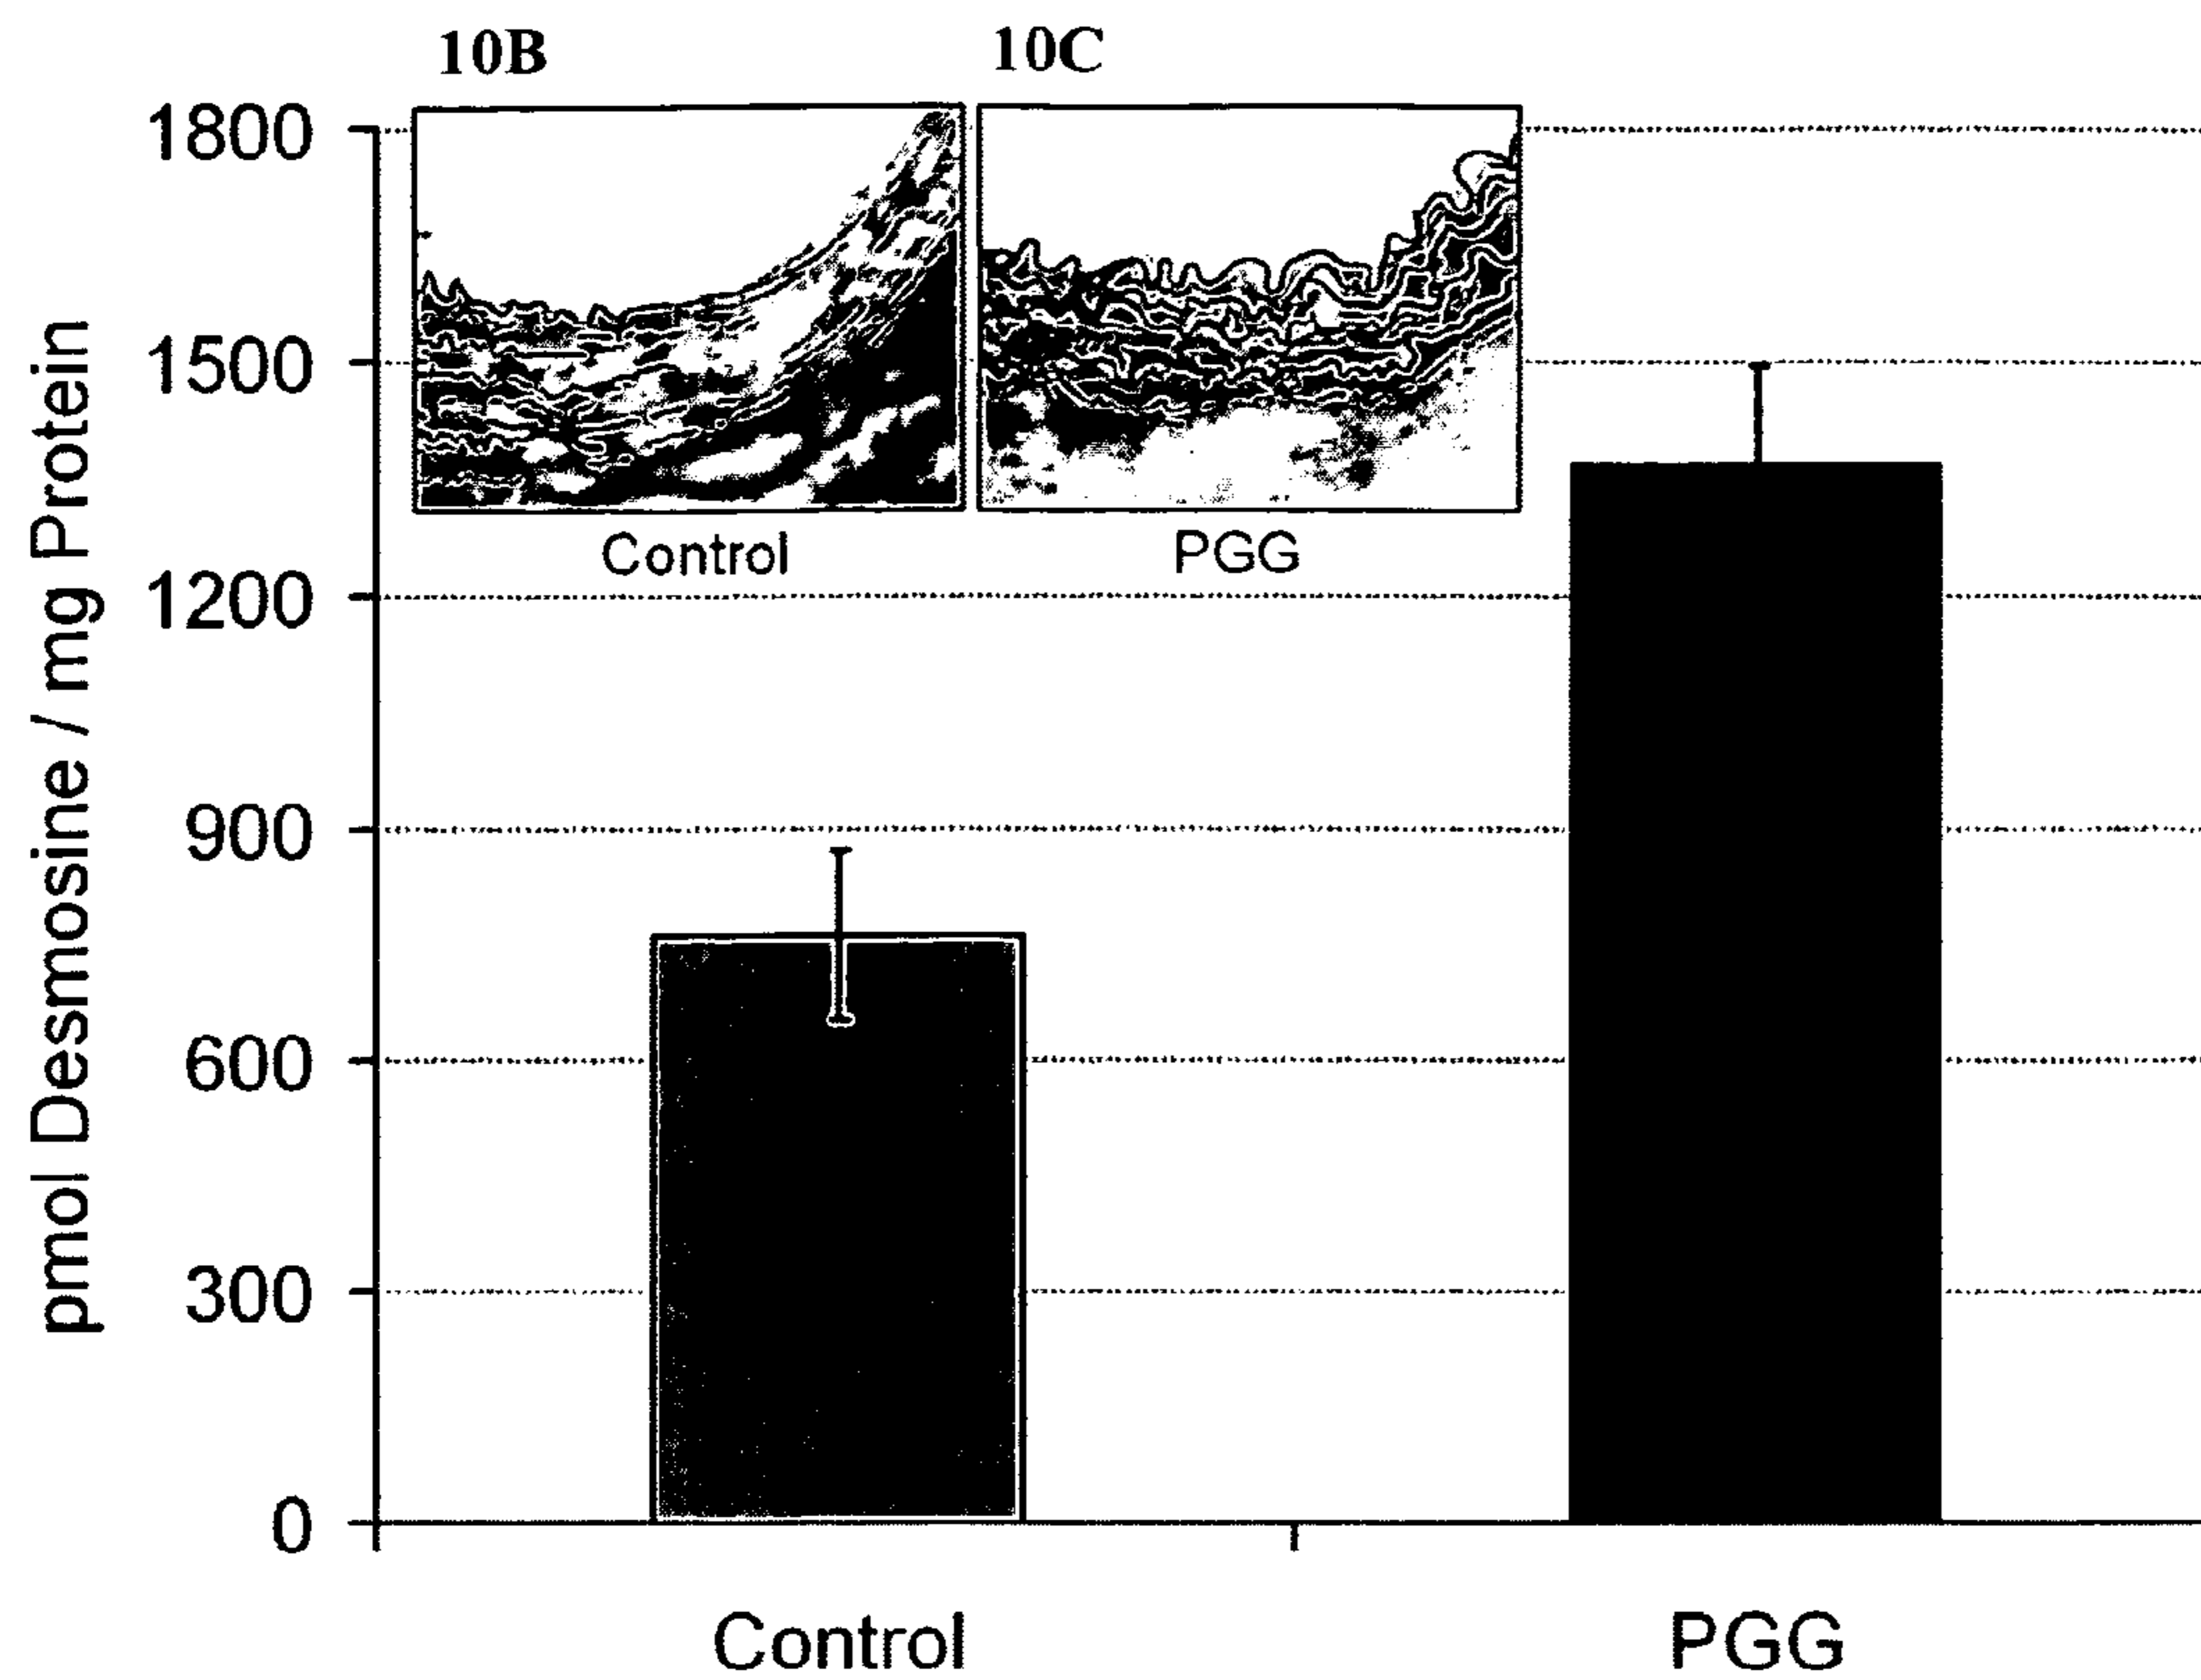 10B
10C
1800
1500
1200
900
600
300
0
pmol Desmosine / mg Protein
Control
PGG
Control
PGG